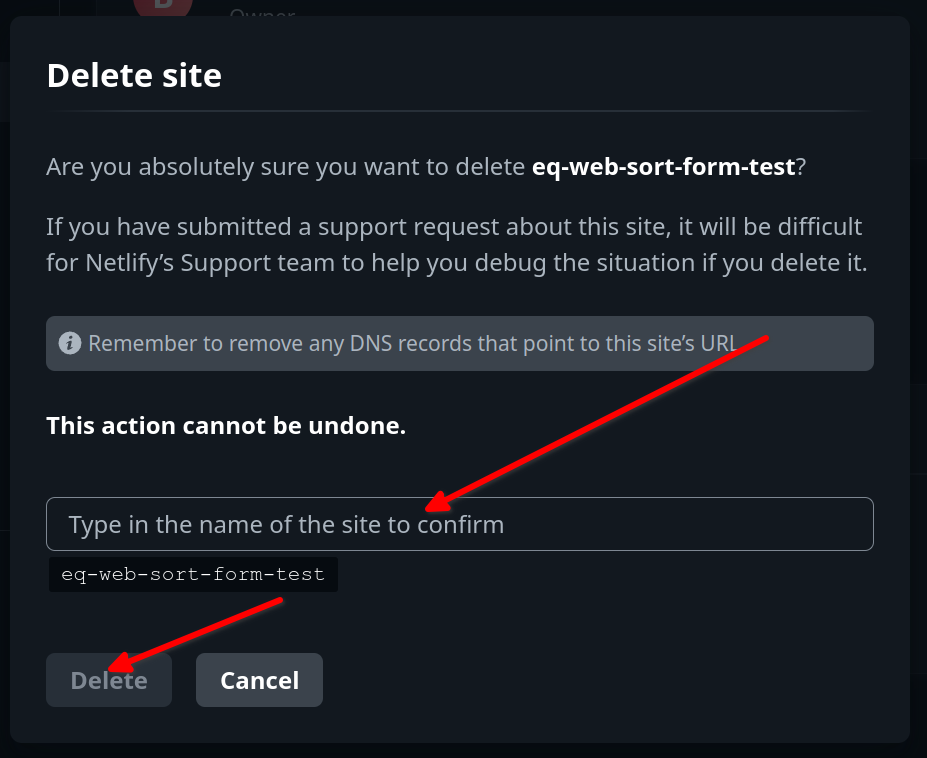 Owner
Delete site
Are you absolutely sure you want to delete eq-web-sort-form-test?
If you have submitted a support request about this site, it will be difficult
for Netlify’s Support team to help you debug the situation if you delete it.
Remember to remove any DNS records that point to this site’s URL
This action cannot be undone.
Type in the name of the site to confirm
eq-web-sort-form-test
Delete
Cancel